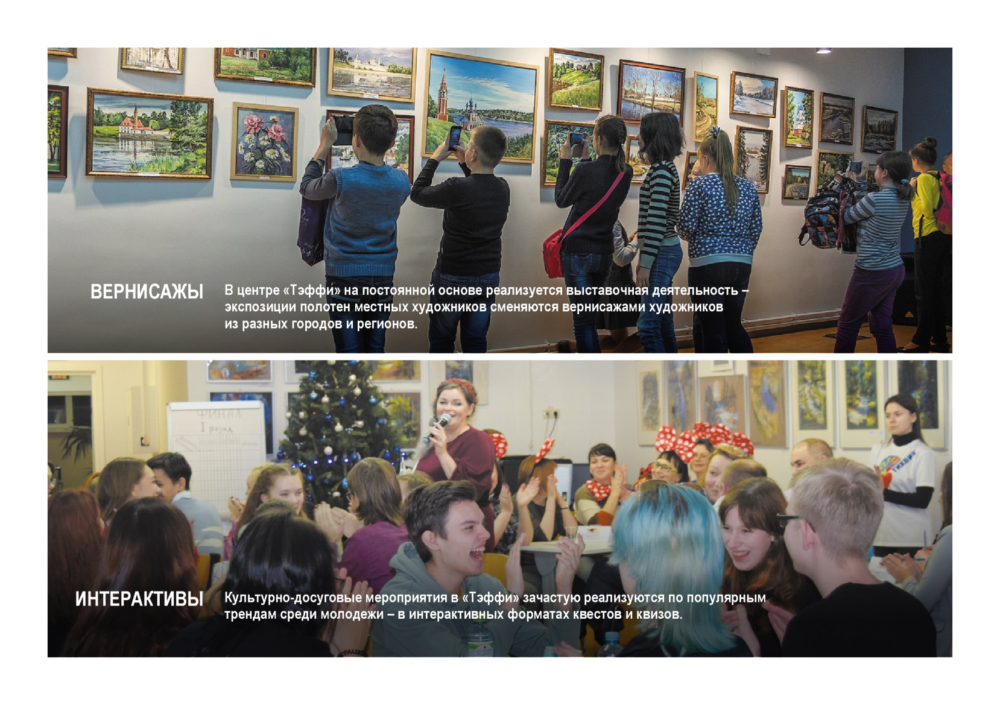 ВЕРНИСАЖЫ
В центре «Тэффи» на постоянной основе реализуется выставочная деятельность –
экспозиции полотен местных художников сменяются вернисажами художников
из разных городов и регионов.
ФИНАЛ
I раунд
ТИАВИТ
ИНТЕРАКТИВЫ
Культурно-досуговые мероприятия в «Тэффи» зачастую реализуются по популярным
трендам среди молодежи – в интерактивных форматах квестов и квизов.